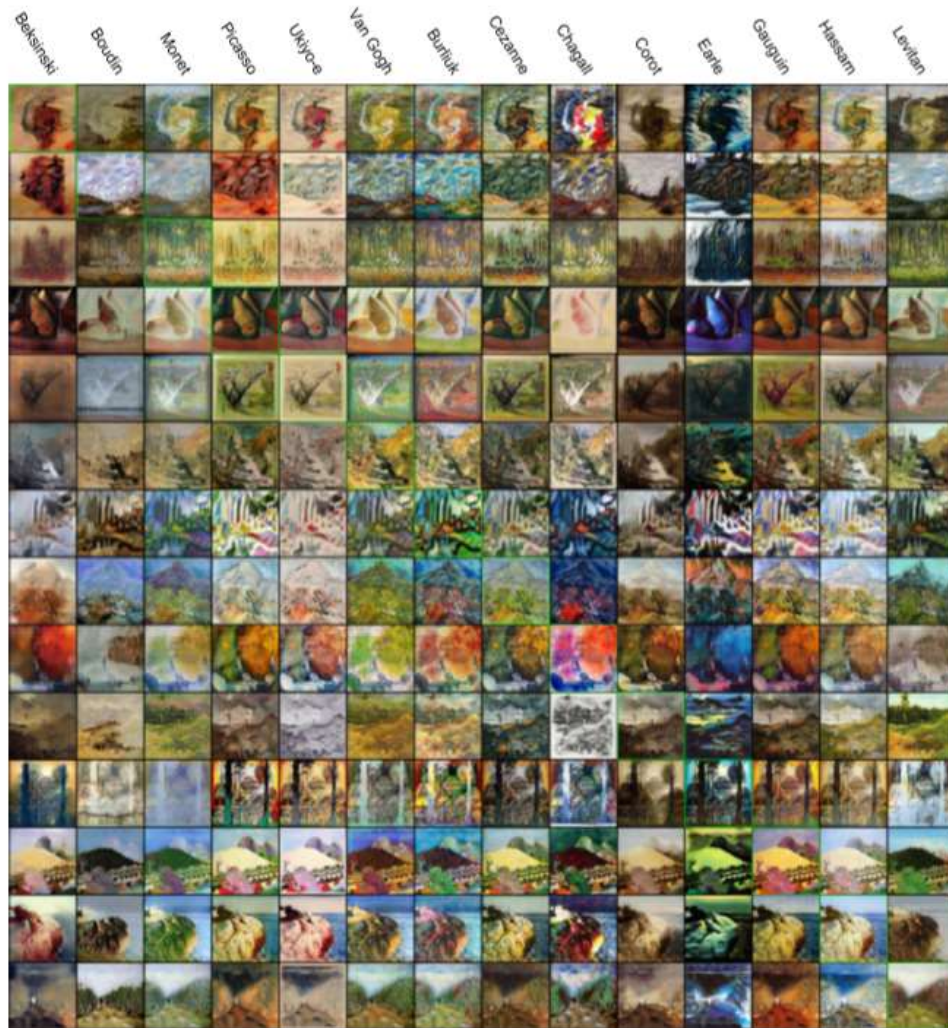 Beksinski
Boudin
Monet
Picasso
Ukiyo-e
Van Gogh
Burliuk
Cezanne
Chagall
Corot
Earle
Gauguin
Hassam
Levitan